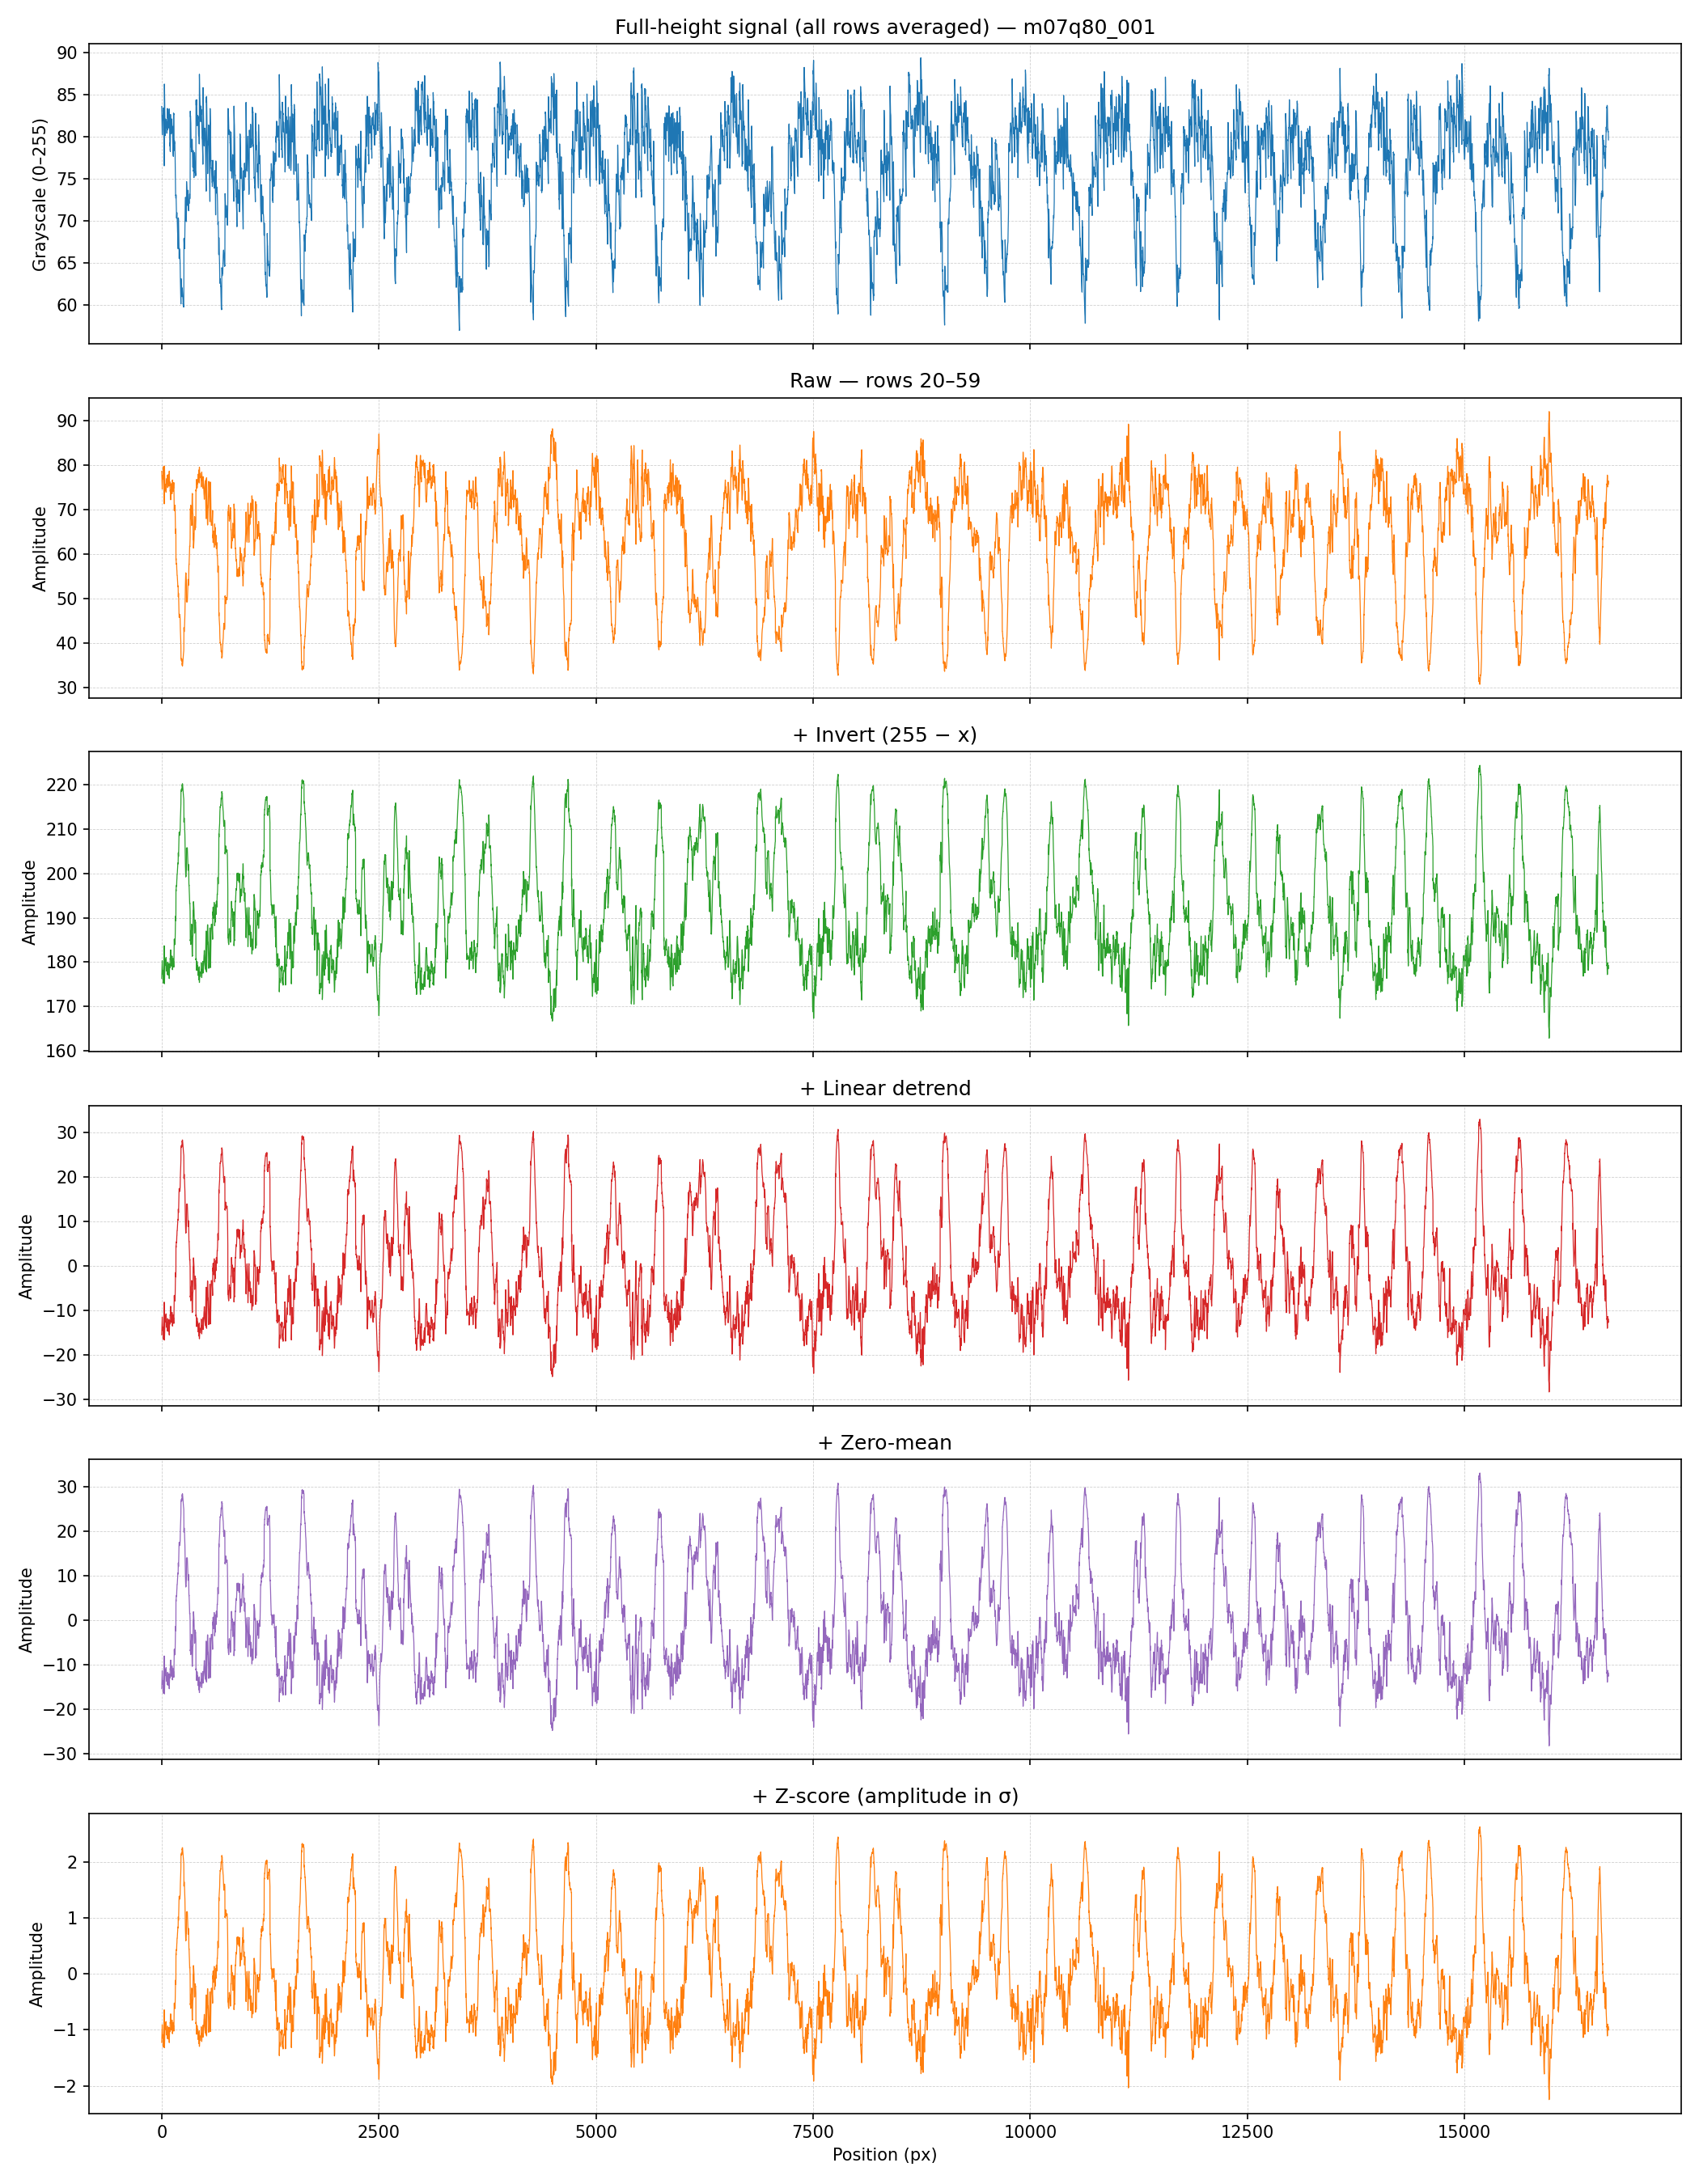 Full-height signal (all rows averaged) — m07q80_001
90
85
80
75
70
65
60
Grayscale (0–255)
Raw — rows 20–59
90
80
70
60
50
40
30
Amplitude
+ Invert (255 − x)
220
210
200
190
180
170
160
Amplitude
+ Linear detrend
30
20
10
0
−10
−20
−30
Amplitude
+ Zero-mean
30
20
10
0
−10
−20
−30
Amplitude
+ Z-score (amplitude in σ)
2
1
0
−1
−2
Amplitude
0 2500 5000 7500 10000 12500 15000
Position (px)